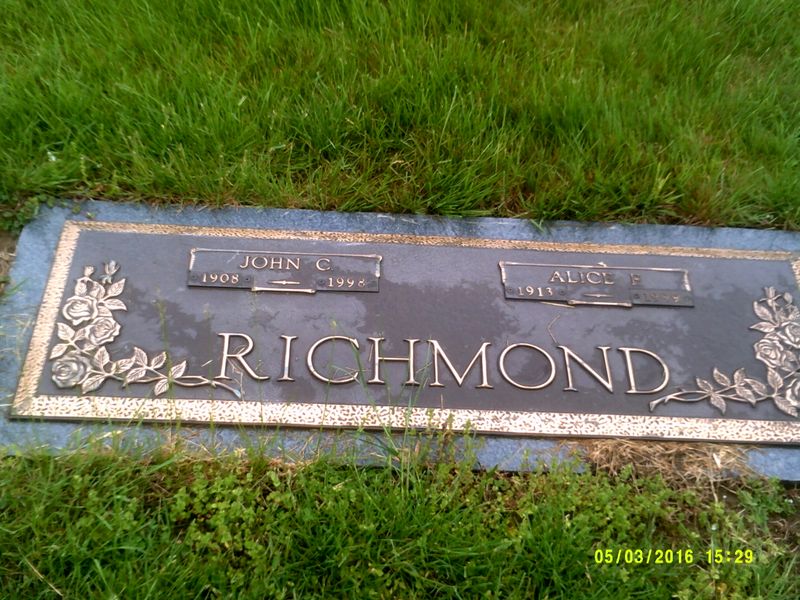 JOHN C.
1908 1998
ALICE P.
1913
RICHMOND
05/03/2016 15:29